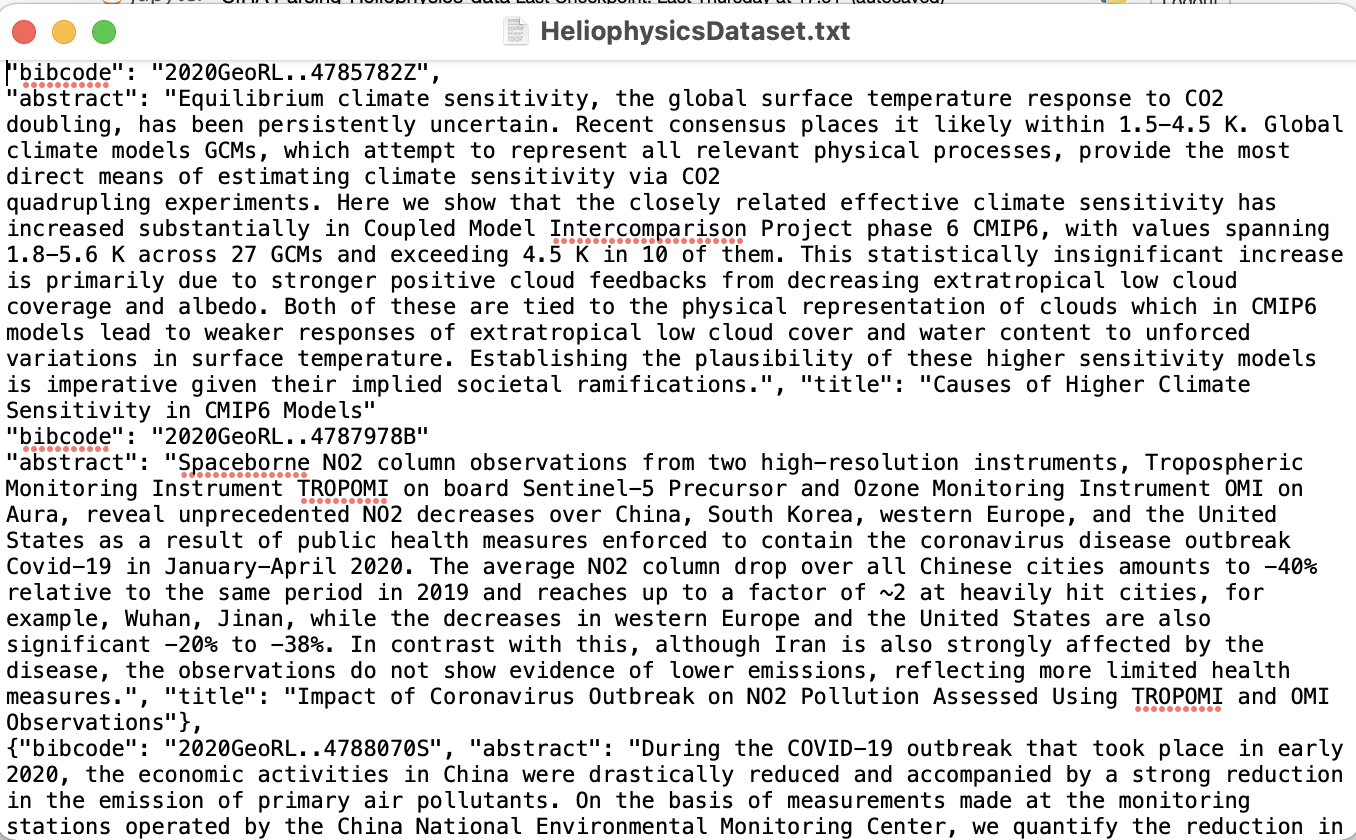 HeliophysicsDataset.txt
"bibcode": "2020GeoRL..4785782Z",
"abstract": "Equilibrium climate sensitivity, the global surface temperature response to CO2
doubling, has been persistently uncertain. Recent consensus places it likely within 1.5–4.5 K. Global
climate models GCMs, which attempt to represent all relevant physical processes, provide the most
direct means of estimating climate sensitivity via CO2
quadrupling experiments. Here we show that the closely related effective climate sensitivity has
increased substantially in Coupled Model Intercomparison Project phase 6 CMIP6, with values spanning
1.8–5.6 K across 27 GCMs and exceeding 4.5 K in 10 of them. This statistically insignificant increase
is primarily due to stronger positive cloud feedbacks from decreasing extratropical low cloud
coverage and albedo. Both of these are tied to the physical representation of clouds which in CMIP6
models lead to weaker responses of extratropical low cloud cover and water content to unforced
variations in surface temperature. Establishing the plausibility of these higher sensitivity models
is imperative given their implied societal ramifications.", "title": "Causes of Higher Climate
Sensitivity in CMIP6 Models"
"bibcode": "2020GeoRL..4787978B"
"abstract": "Spaceborne NO2 column observations from two high-resolution instruments, Tropospheric
Monitoring Instrument TROPOMI on board Sentinel-5 Precursor and Ozone Monitoring Instrument OMI on
Aura, reveal unprecedented NO2 decreases over China, South Korea, western Europe, and the United
States as a result of public health measures enforced to contain the coronavirus disease outbreak
Covid-19 in January-April 2020. The average NO2 column drop over all Chinese cities amounts to -40%
relative to the same period in 2019 and reaches up to a factor of ~2 at heavily hit cities, for
example, Wuhan, Jinan, while the decreases in western Europe and the United States are also
significant -20% to -38%. In contrast with this, although Iran is also strongly affected by the
disease, the observations do not show evidence of lower emissions, reflecting more limited health
measures.", "title": "Impact of Coronavirus Outbreak on NO2 Pollution Assessed Using TROPOMI and OMI
Observations"},
{"bibcode": "2020GeoRL..4788070S", "abstract": "During the COVID-19 outbreak that took place in early
2020, the economic activities in China were drastically reduced and accompanied by a strong reduction
in the emission of primary air pollutants. On the basis of measurements made at the monitoring
stations operated by the China National Environmental Monitoring Center, we quantify the reduction in